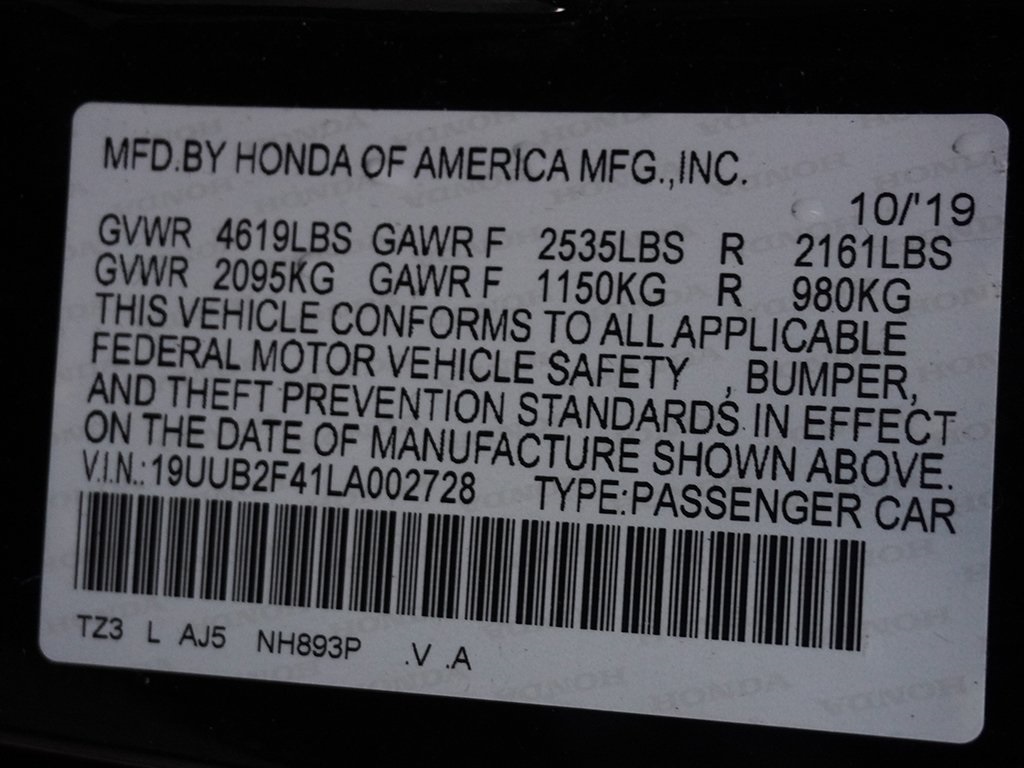 MFD.BY HONDA OF AMERICA MFG.,INC.
10/'19
GVWR 4619LBS GAWR F 2535LBS R 2161LBS
GVWR 2095KG GAWR F 1150KG R 980KG
THIS VEHICLE CONFORMS TO ALL APPLICABLE
FEDERAL MOTOR VEHICLE SAFETY , BUMPER,
AND THEFT PREVENTION STANDARDS IN EFFECT
ON THE DATE OF MANUFACTURE SHOWN ABOVE.
V.I.N.: 19UUB2F41LA002728 TYPE:PASSENGER CAR
TZ3 L AJ5 NH893P .V .A